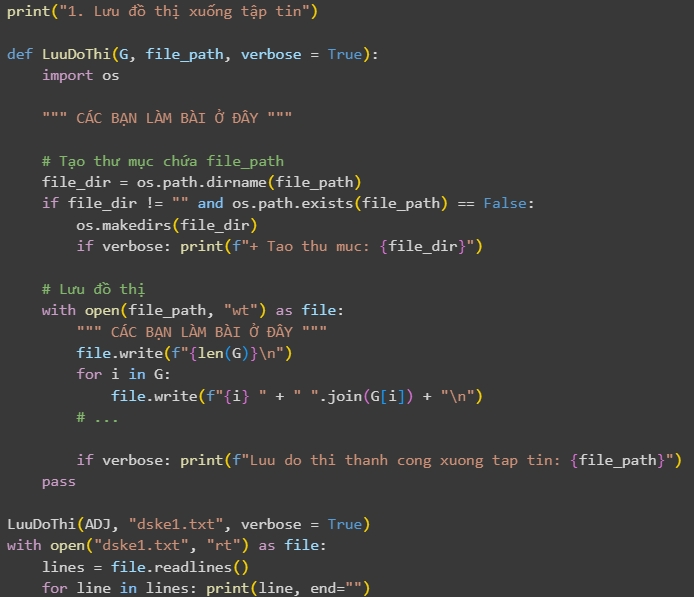 print("1. Lưu đồ thị xuống tập tin")

def LuuDoThi(G, file_path, verbose = True):
    import os

    """ CÁC BẠN LÀM BÀI Ở ĐÂY """

    # Tạo thư mục chứa file_path
    file_dir = os.path.dirname(file_path)
    if file_dir != "" and os.path.exists(file_path) == False:
        os.makedirs(file_dir)
        if verbose: print(f"+ Tao thu muc: {file_dir}")

    # Lưu đồ thị
    with open(file_path, "wt") as file:
        """ CÁC BẠN LÀM BÀI Ở ĐÂY """
        file.write(f"{len(G)}\n")
        for i in G:
            file.write(f"{i} " + " ".join(G[i]) + "\n")
        # ...

        if verbose: print(f"Luu do thi thanh cong xuong tap tin: {file_path}")
    pass

LuuDoThi(ADJ, "dske1.txt", verbose = True)
with open("dske1.txt", "rt") as file:
    lines = file.readlines()
    for line in lines: print(line, end="")